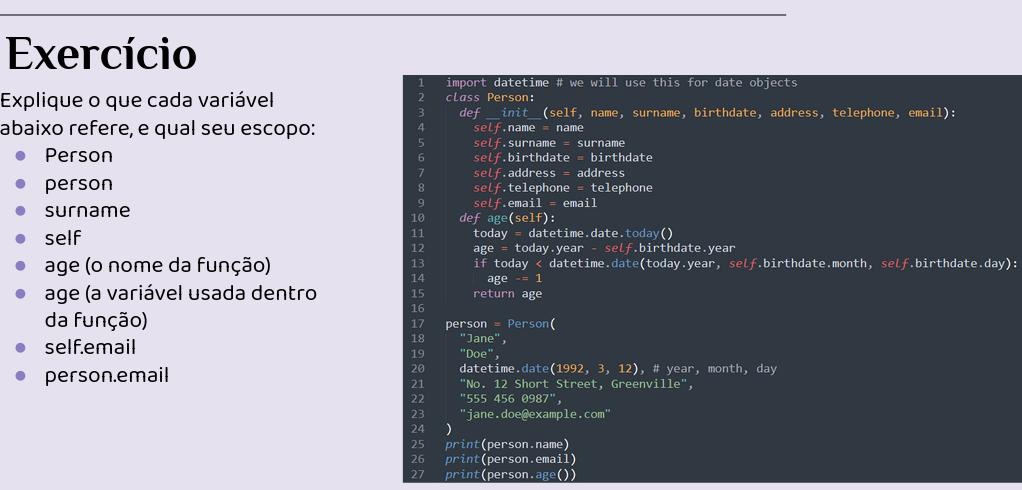 Exercício
Explique o que cada variável
abaixo refere, e qual seu escopo:
● Person
● person
● surname
● self
● age (o nome da função)
● age (a variável usada dentro
da função)
● self.email
● person.email
1 import datetime # we will use this for date objects
2 class Person:
3   def __init__(self, name, surname, birthdate, address, telephone, email):
4     self.name = name
5     self.surname = surname
6     self.birthdate = birthdate
7     self.address = address
8     self.telephone = telephone
9     self.email = email
10   def age(self):
11     today = datetime.date.today()
12     age = today.year - self.birthdate.year
13     if today < datetime.date(today.year, self.birthdate.month, self.birthdate.day):
14       age -= 1
15     return age
16
17 person = Person(
18   "Jane",
19   "Doe",
20   datetime.date(1992, 3, 12), # year, month, day
21   "No. 12 Short Street, Greenville",
22   "555 456 0987",
23   "jane.doe@example.com"
24 )
25 print(person.name)
26 print(person.email)
27 print(person.age())